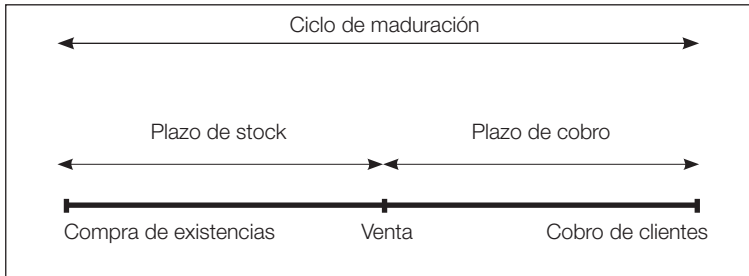 Ciclo de maduración
Plazo de stock Plazo de cobro
Compra de existencias Venta Cobro de clientes